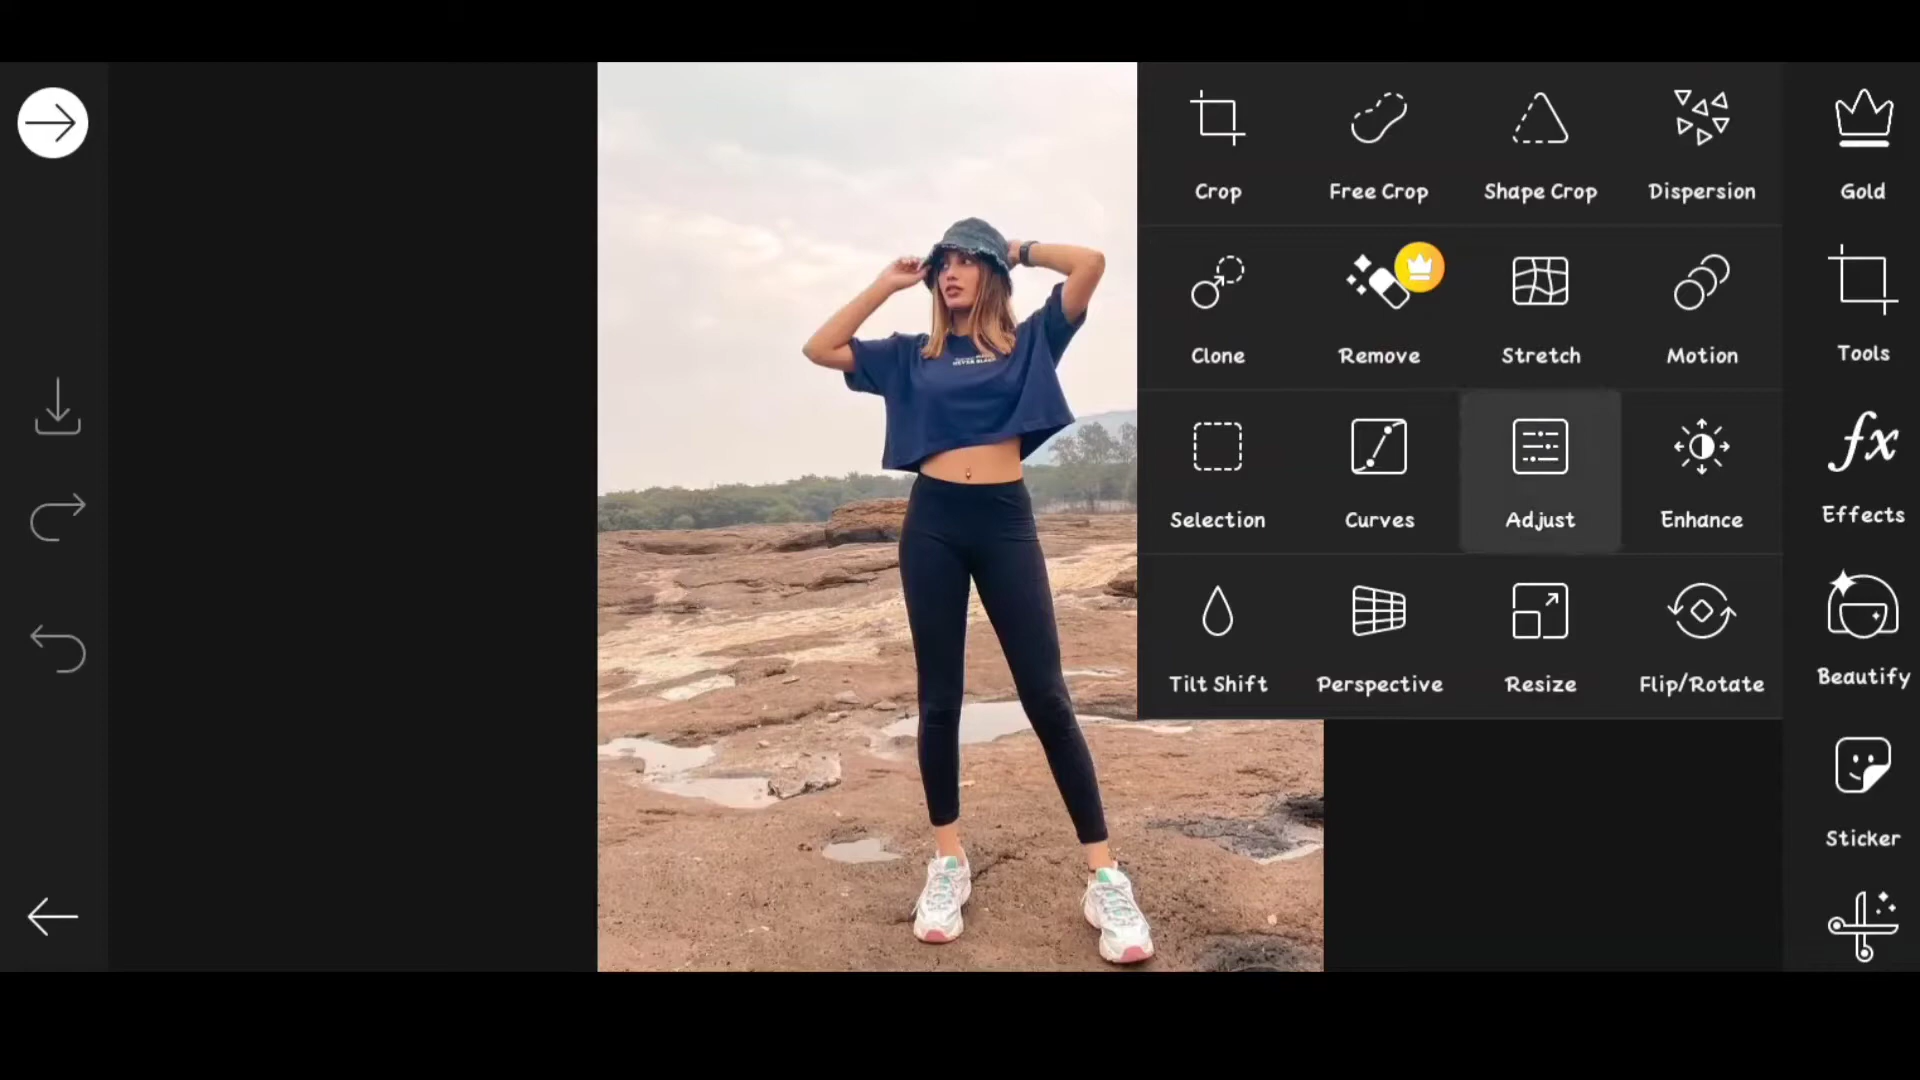 Crop Free Crop Shape Crop Dispersion Gold
Clone Remove Stretch Motion Tools
Selection Curves Adjust Enhance Effects
Tilt Shift Perspective Resize Flip/Rotate Beautify
Sticker